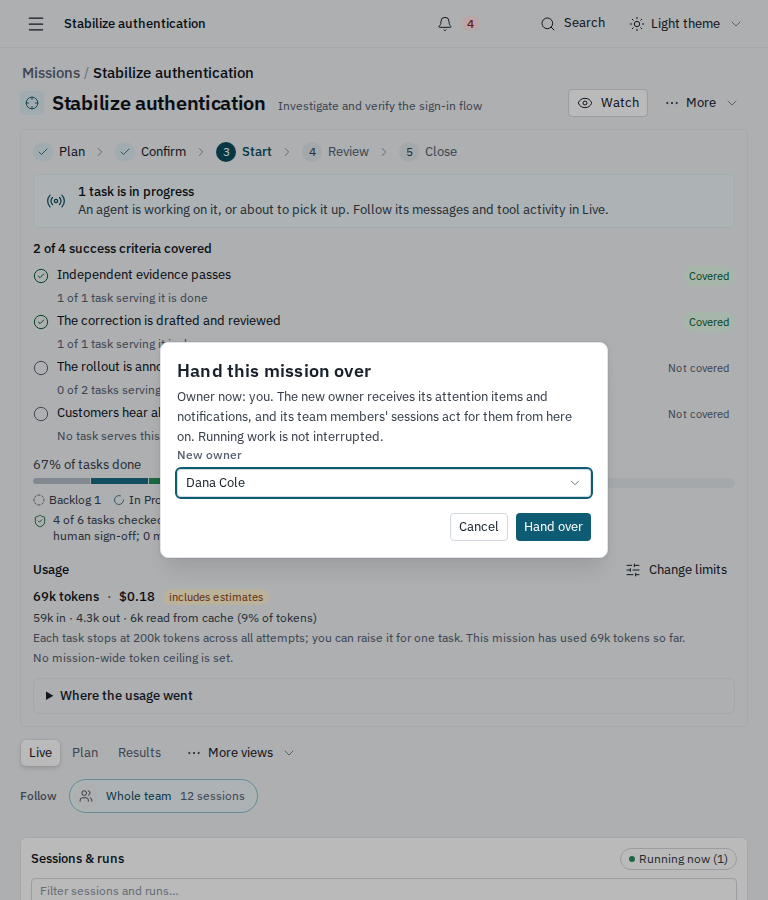 Stabilize authentication
4
Search
Light theme
Missions / Stabilize authentication
Stabilize authentication
Investigate and verify the sign-in flow
Watch
More
Plan
Confirm
3 Start
4 Review
5 Close
1 task is in progress
An agent is working on it, or about to pick it up. Follow its messages and tool activity in Live.
2 of 4 success criteria covered
Independent evidence passes
Covered
1 of 1 task serving it is done
The correction is drafted and reviewed
Covered
1 of 1 task serving
The rollout is
Not covered
0 of 2 tasks serving
Customers hear
Not covered
No task serves this
67% of tasks done
Backlog 1
In
4 of 6 tasks
human sign-off; 0
Hand this mission over
Owner now: you. The new owner receives its attention items and
notifications, and its team members' sessions act for them from here
on. Running work is not interrupted.
New owner
Dana Cole
Cancel
Hand over
Usage
Change limits
69k tokens · $0.18 includes estimates
59k in · 4.3k out · 6k read from cache (9% of tokens)
Each task stops at 200k tokens across all attempts; you can raise it for one task. This mission has used 69k tokens so far.
No mission-wide token ceiling is set.
Where the usage went
Live
Plan
Results
More views
Follow
Whole team 12 sessions
Sessions & runs
Running now (1)
Filter sessions and runs...